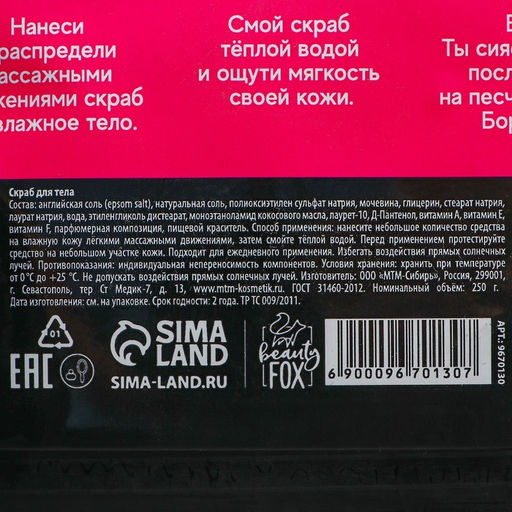 Нанеси
распредели
массажными
жениями скраб
влажное тело.
Смой скраб
тёплой водой
и ощути мягкость
своей кожи.
Ты сия
посл
на песч
Бор
Скраб для тела
Состав: английская соль (epsom salt), натуральная соль, полиоксиэтилен сульфат натрия, мочевина, глицерин, стеарат натрия,
лаурат натрия, вода, этиленгликоль дистеарат, моноэтаноламид кокосового масла, лаурет-10, Д-Пантенол, витамин А, витамин Е,
витамин F, парфюмерная композиция, пищевой краситель. Способ применения: нанесите небольшое количество средства
на влажную кожу лёгкими массажными движениями, затем смойте тёплой водой. Перед применением протестируйте
средство на небольшом участке кожи. Подходит для ежедневного применения. Избегать воздействия прямых солнечных
лучей. Противопоказания: индивидуальная непереносимость компонентов. Условия хранения: хранить при температуре
от 0 °С до +25 °С. Не допускать воздействия прямых солнечных лучей. Изготовитель: ООО «МТМ-Сибирь», Россия, 299001,
г. Севастополь, тер Ст Медик-7, д. 13, www.mtm-kosmetik.ru. ГОСТ 31460-2012. Номинальный объём: 250 г.
Дата изготовления: см. на упаковке. Срок годности: 2 года. ТР ТС 009/2011.
01
EAC
SIMA
LAND
SIMA-LAND.RU
beauty
FOX
6 900096 701307
АРТ.: 9670130